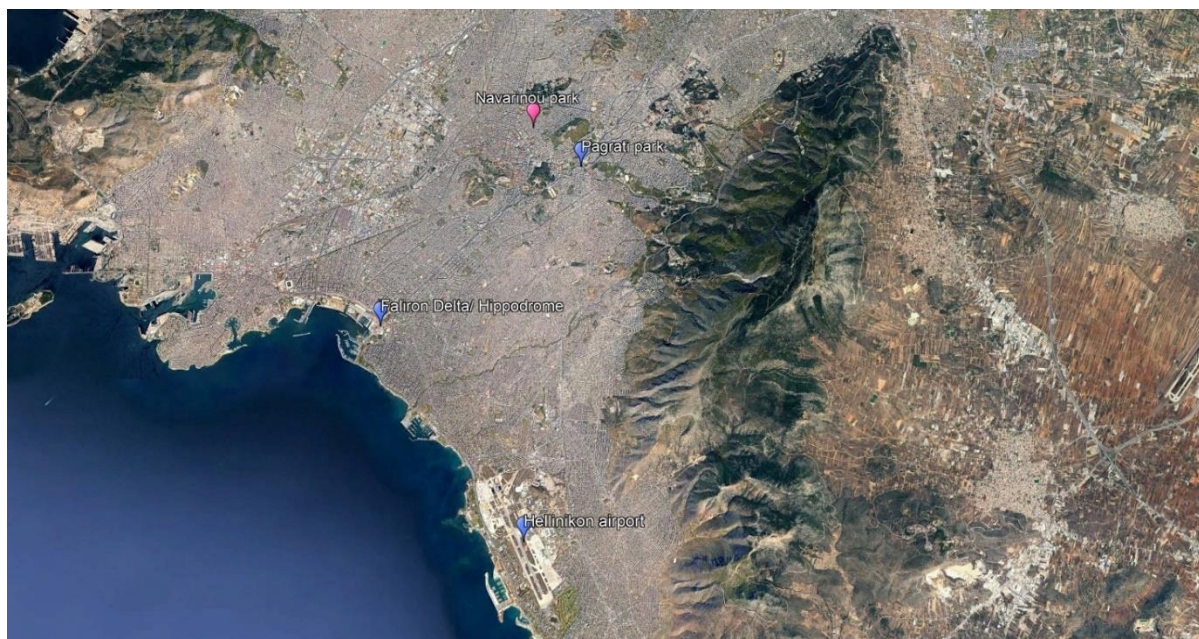 Navarinou park
Pagrati park
Faliron Delta/ Hippodrome
Hellinikon airport